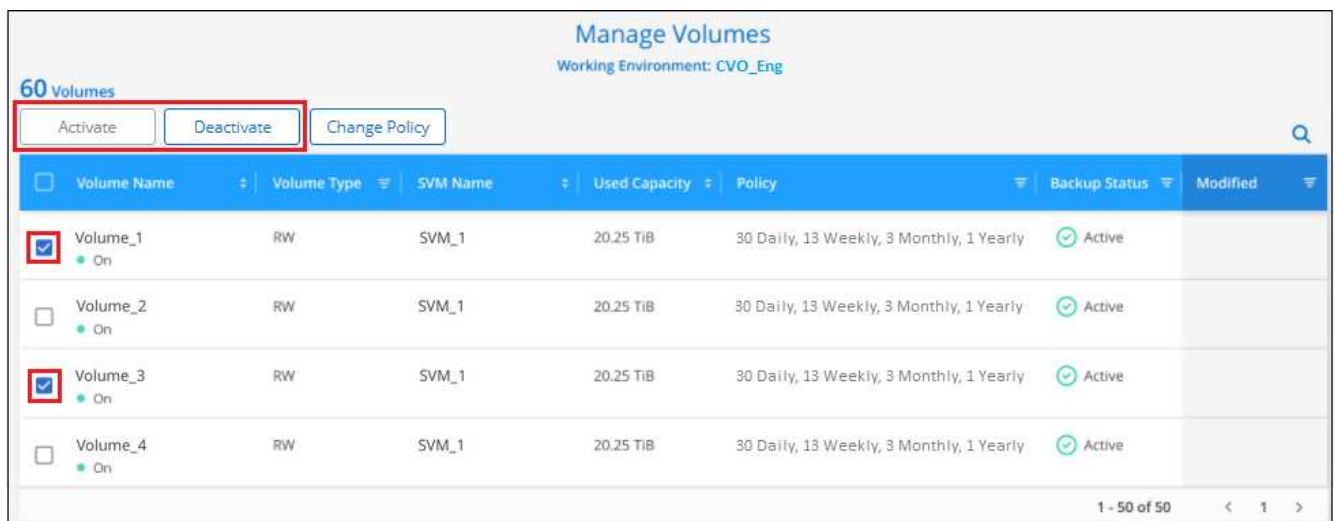 Manage Volumes
Working Environment: CVO_Eng
60 Volumes
Activate Deactivate Change Policy
Volume Name Volume Type SVM Name Used Capacity Policy Backup Status Modified
Volume_1 RW SVM_1 20.25 TiB 30 Daily, 13 Weekly, 3 Monthly, 1 Yearly Active
On
Volume_2 RW SVM_1 20.25 TiB 30 Daily, 13 Weekly, 3 Monthly, 1 Yearly Active
On
Volume_3 RW SVM_1 20.25 TiB 30 Daily, 13 Weekly, 3 Monthly, 1 Yearly Active
On
Volume_4 RW SVM_1 20.25 TiB 30 Daily, 13 Weekly, 3 Monthly, 1 Yearly Active
On
1 - 50 of 50 < 1 >